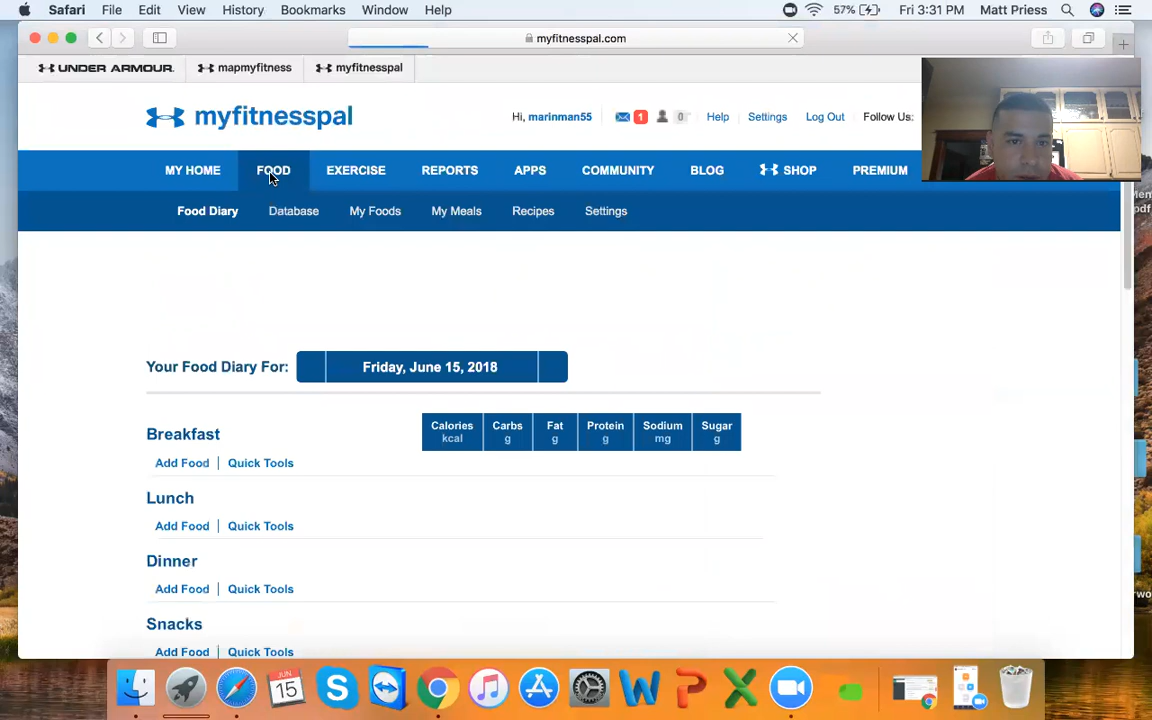 Safari File Edit View History Bookmarks Window Help 57% Fri 3:31 PM Matt Priess
myfitnesspal.com
UNDER ARMOUR. mapmyfitness myfitnesspal
myfitnesspal Hi, marinman55 1 0 Help Settings Log Out Follow Us:
MY HOME FOOD EXERCISE REPORTS APPS COMMUNITY BLOG SHOP PREMIUM
Food Diary Database My Foods My Meals Recipes Settings
Your Food Diary For: Friday, June 15, 2018
Calories Carbs Fat Protein Sodium Sugar
kcal g g g mg g
Breakfast
Add Food | Quick Tools
Lunch
Add Food | Quick Tools
Dinner
Add Food | Quick Tools
Snacks
Add Food | Quick Tools
JUN
15